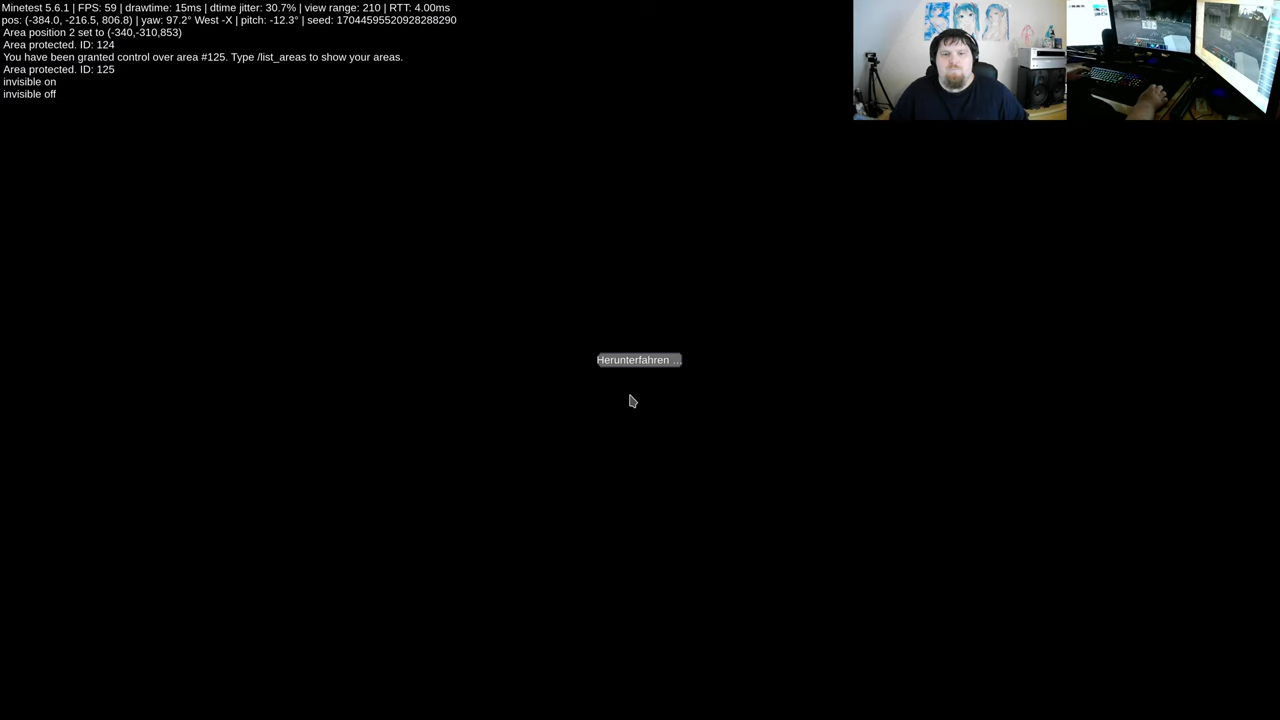 Minetest 5.6.1 | FPS: 59 | drawtime: 15ms | dtime jitter: 30.7% | view range: 210 | RTT: 4.00ms
pos: (-384.0, -216.5, 806.8) | yaw: 97.2° West -X | pitch: -12.3° | seed: 17044595520928288290
Area position 2 set to (-340,-310,853)
Area protected. ID: 124
You have been granted control over area #125. Type /list_areas to show your areas.
Area protected. ID: 125
invisible on
invisible off
Herunterfahren ...